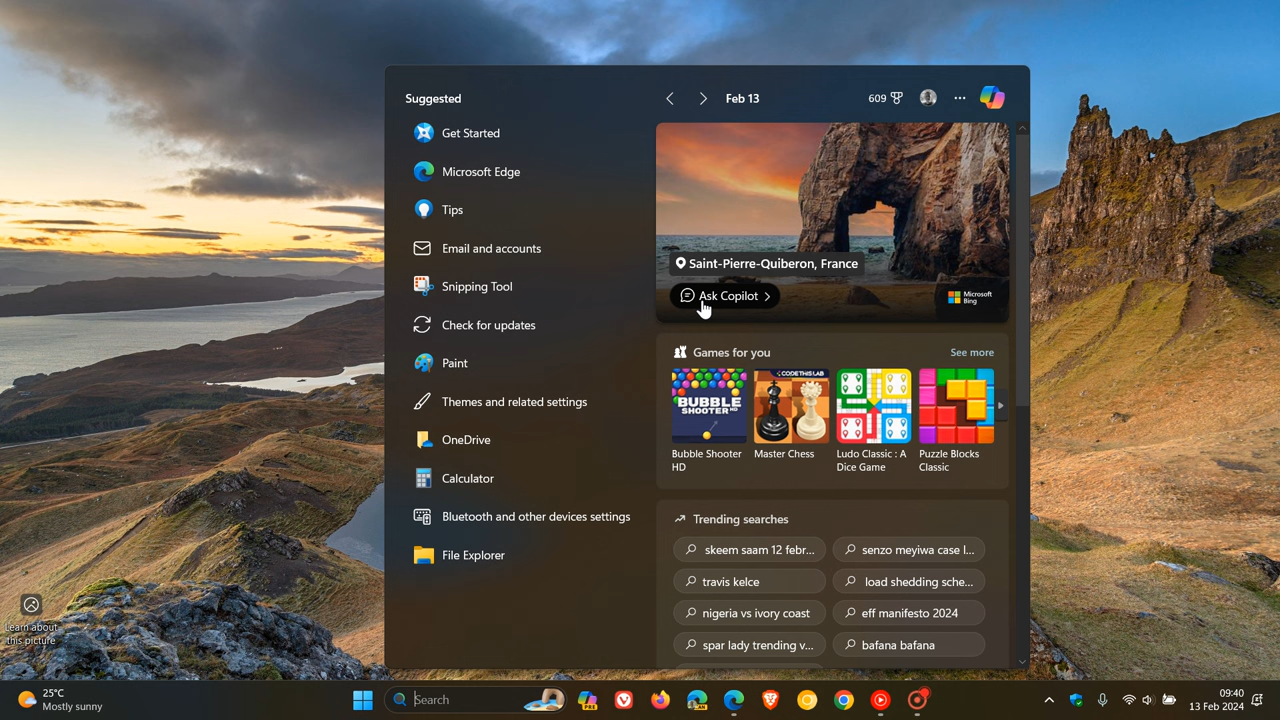 Suggested
Feb 13
609
Get Started
Microsoft Edge
Tips
Email and accounts
Snipping Tool
Check for updates
Paint
Themes and related settings
OneDrive
Calculator
Bluetooth and other devices settings
File Explorer
Saint-Pierre-Quiberon, France
Ask Copilot
Microsoft
Bing
Games for you
See more
BUBBLE
SHOOTER HD
CODETHISLAB
Bubble Shooter
HD
Master Chess
Ludo Classic : A
Dice Game
Puzzle Blocks
Classic
Trending searches
skeem saam 12 febr...
senzo meyiwa case l...
travis kelce
load shedding sche...
nigeria vs ivory coast
eff manifesto 2024
spar lady trending v...
bafana bafana
Learn about
this picture
25°C
Mostly sunny
Search
PRE
CAN
09:40
13 Feb 2024